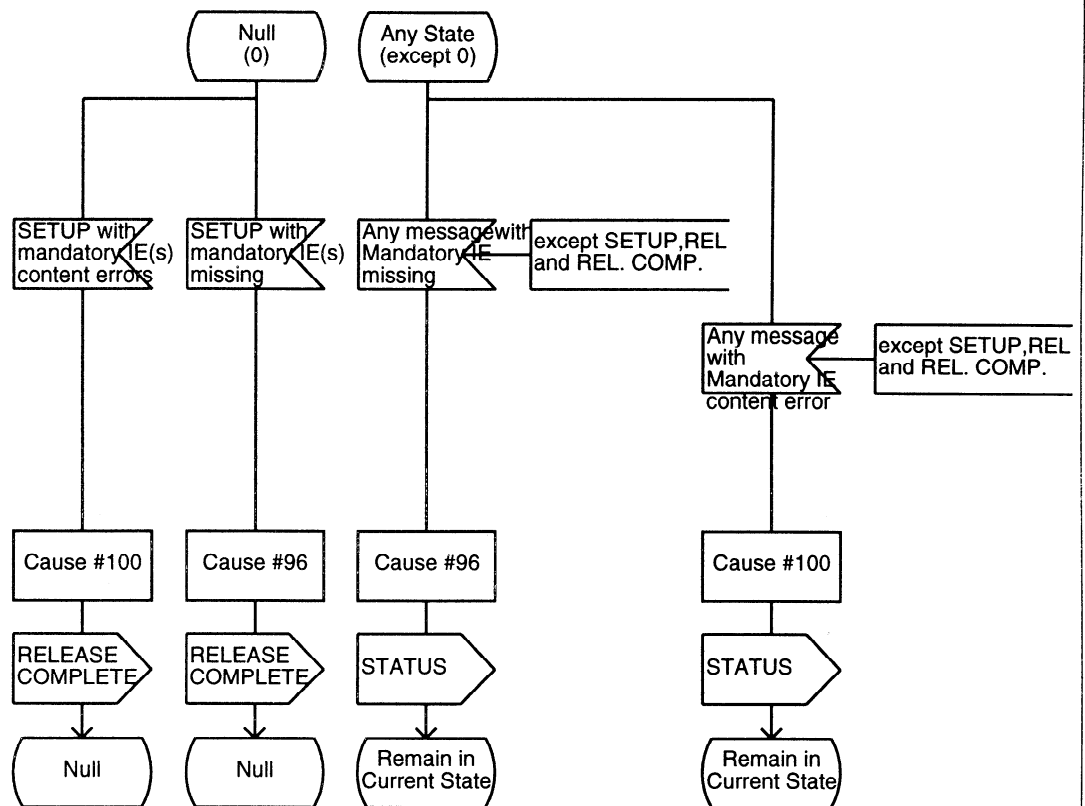 Null
(0)
Any State
(except 0)
SETUP with
mandatory IE(s)
content errors
SETUP with
mandatory IE(s)
missing
Any messagewith
Mandatory IE
missing
except SETUP,REL
and REL. COMP.
Any message
with
Mandatory IE
content error
except SETUP,REL
and REL. COMP.
Cause #100
Cause #96
Cause #96
Cause #100
RELEASE
COMPLETE
RELEASE
COMPLETE
STATUS
STATUS
Null
Null
Remain in
Current State
Remain in
Current State